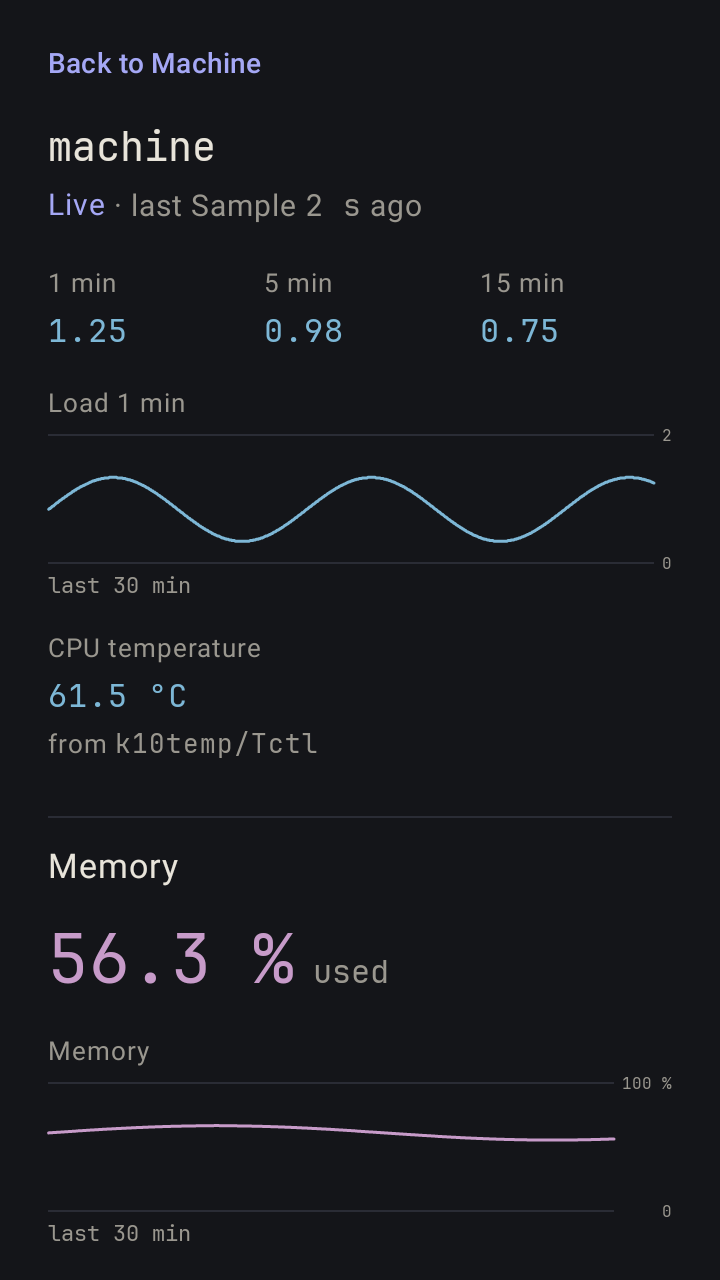 Back to Machine
machine
Live · last Sample 2 s ago
1 min 5 min 15 min
1.25 0.98 0.75
Load 1 min
2
0
last 30 min
CPU temperature
61.5 °C
from k10temp/Tctl
Memory
56.3 % used
Memory
100 %
0
last 30 min